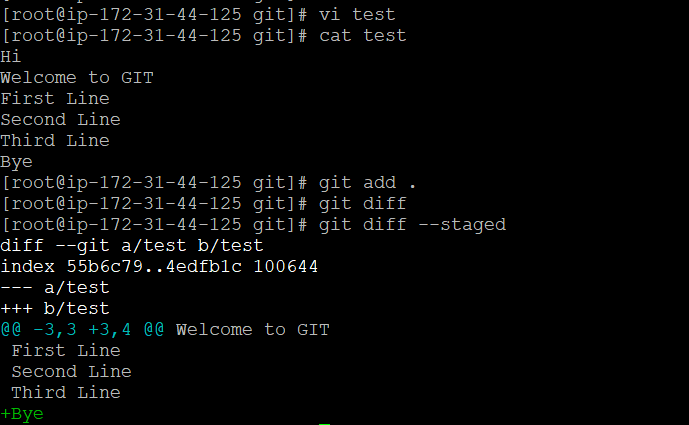 [root@ip-172-31-44-125 git]# vi test
[root@ip-172-31-44-125 git]# cat test
Hi
Welcome to GIT
First Line
Second Line
Third Line
Bye
[root@ip-172-31-44-125 git]# git add .
[root@ip-172-31-44-125 git]# git diff
[root@ip-172-31-44-125 git]# git diff --staged
diff --git a/test b/test
index 55b6c79..4edfb1c 100644
--- a/test
+++ b/test
@@ -3,3 +3,4 @@ Welcome to GIT
 First Line
 Second Line
 Third Line
+Bye